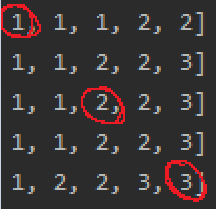 1, 1, 1, 2, 2]
1, 1, 2, 2, 3]
1, 1, 2, 2, 3]
1, 1, 2, 2, 3]
1, 2, 2, 3, 3]